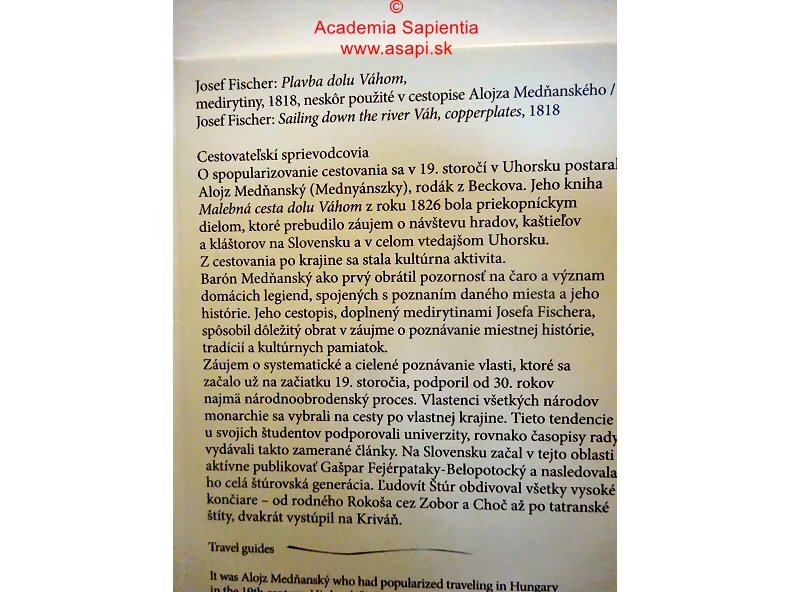 ©
Academia Sapientia
www.asapi.sk
Josef Fischer: Plavba dolu Váhom,
medirytiny, 1818, neskôr použité v cestopise Alojza Medňanského /
Josef Fischer: Sailing down the river Váh, copperplates, 1818
Cestovateľskí sprievodcovia
O spopularizovanie cestovania sa v 19. storočí v Uhorsku postaral
Alojz Medňanský (Mednyánszky), rodák z Beckova. Jeho kniha
Malebná cesta dolu Váhom z roku 1826 bola priekopníckym
dielom, ktoré prebudilo záujem o návštevu hradov, kaštieľov
a kláštorov na Slovensku a v celom vtedajšom Uhorsku.
Z cestovania po krajine sa stala kultúrna aktivita.
Barón Medňanský ako prvý obrátil pozornosť na čaro a význam
domácich legiend, spojených s poznaním daného miesta a jeho
histórie. Jeho cestopis, doplnený medirytinami Josefa Fischera,
spôsobil dôležitý obrat v záujme o poznávanie miestnej histórie,
tradícií a kultúrnych pamiatok.
Záujem o systematické a cielené poznávanie vlasti, ktoré sa
začalo už na začiatku 19. storočia, podporil od 30. rokov
najmä národnoobrodenský proces. Vlastenci všetkých národov
monarchie sa vybrali na cesty po vlastnej krajine. Tieto tendencie
u svojich študentov podporovali univerzity, rovnako časopisy rady
vydávali takto zamerané články. Na Slovensku začal v tejto oblasti
aktívne publikovať Gašpar Fejérpataky-Belopotocký a nasledovala
ho celá štúrovská generácia. Ľudovít Štúr obdivoval všetky vysoké
končiare – od rodného Rokoša cez Zobor a Choč až po tatranské
štíty, dvakrát vystúpil na Kriváň.
Travel guides
It was Alojz Medňanský who had popularized traveling in Hungary
in the 19th century.